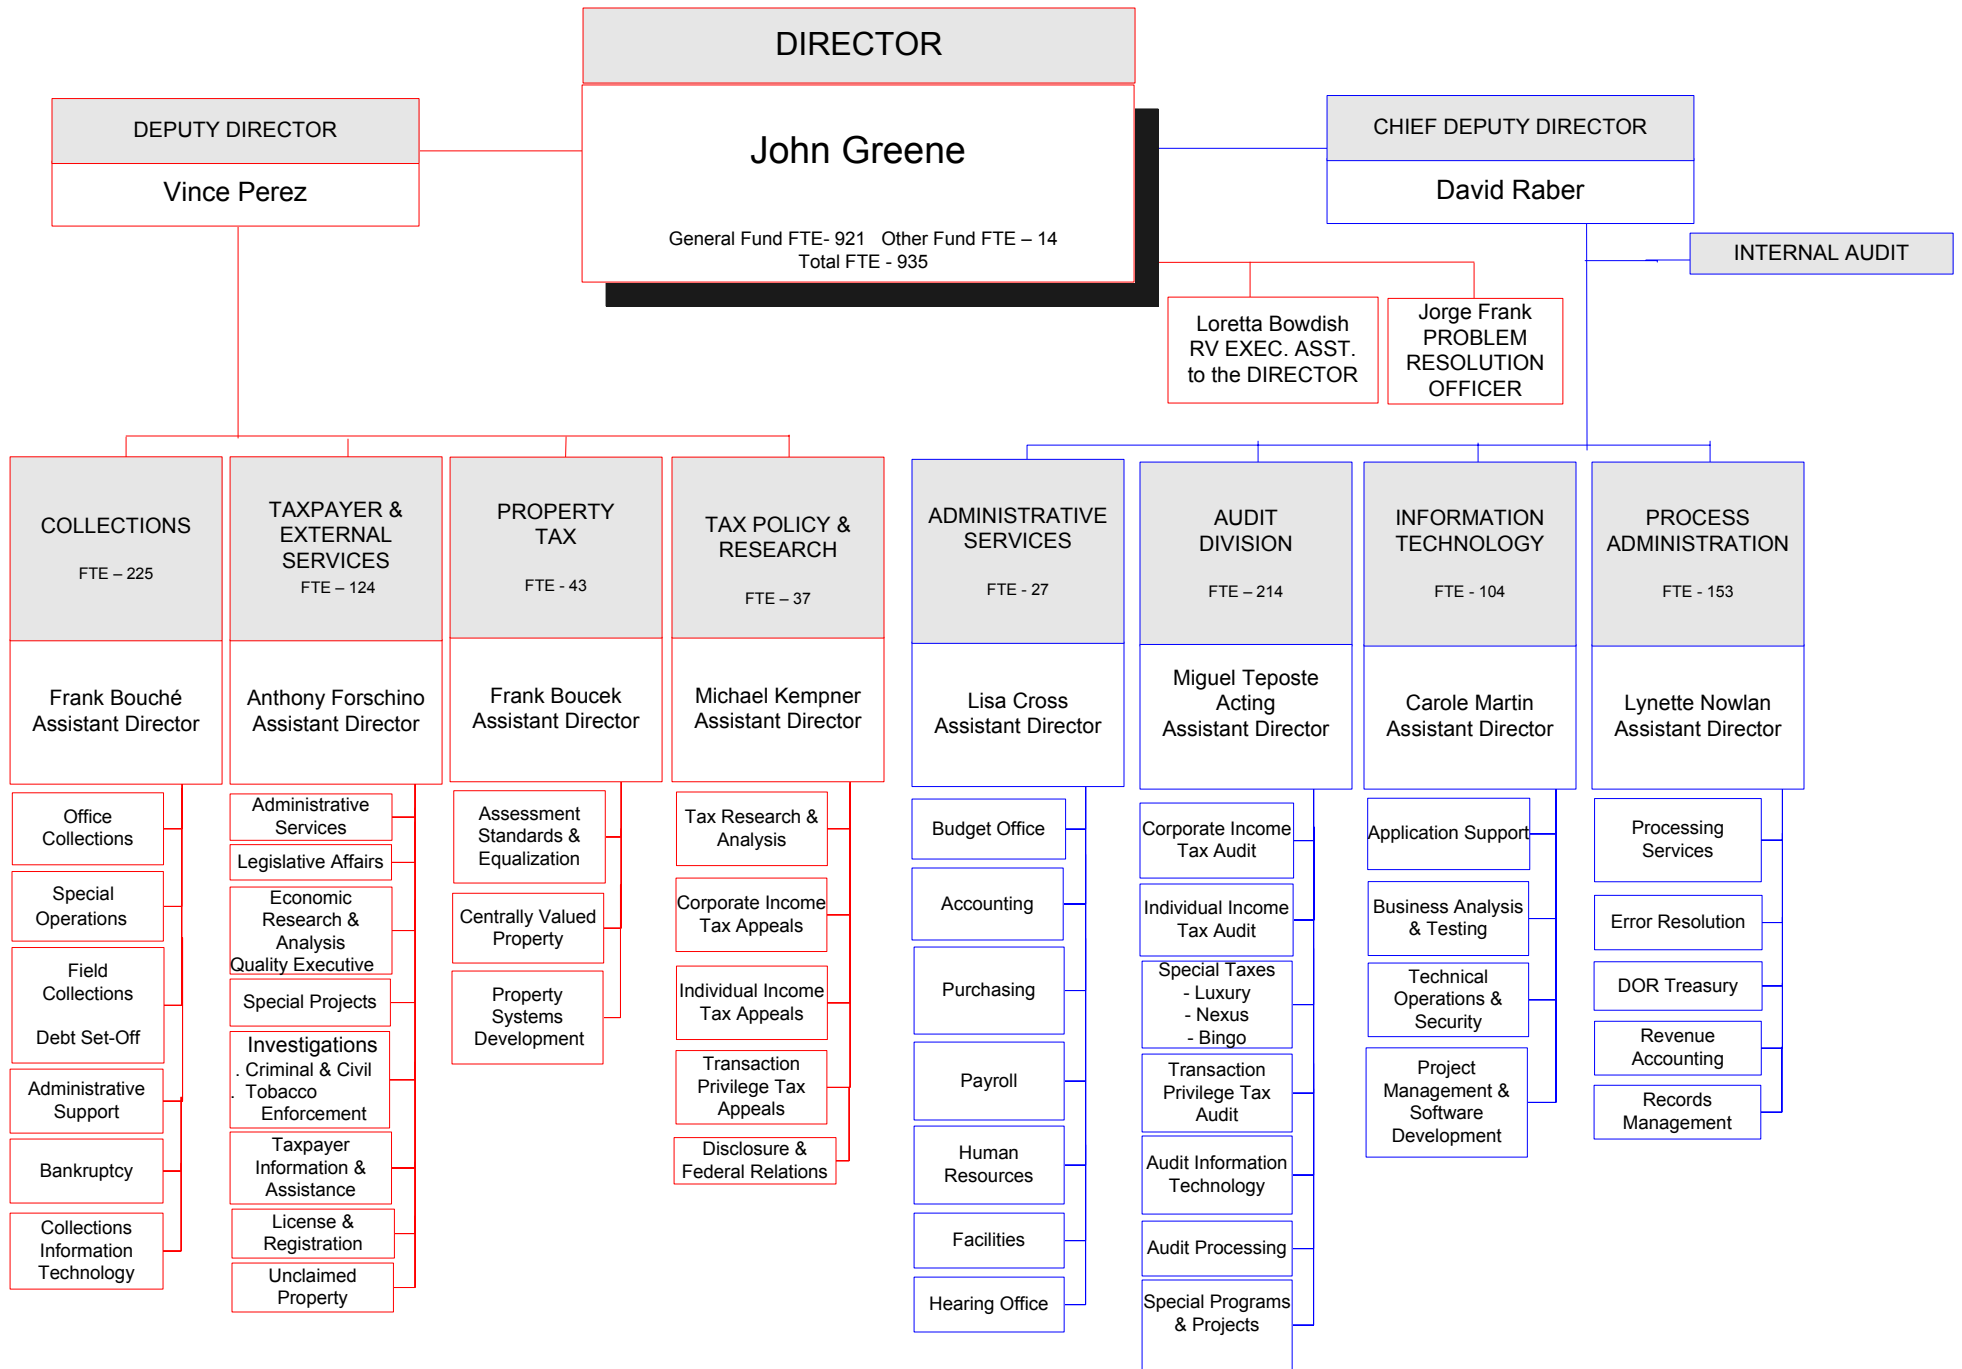 DIRECTOR
John Greene
General Fund FTE- 921 Other Fund FTE – 14
Total FTE - 935
DEPUTY DIRECTOR
Vince Perez
CHIEF DEPUTY DIRECTOR
David Raber
INTERNAL AUDIT
Loretta Bowdish
RV EXEC. ASST.
to the DIRECTOR
Jorge Frank
PROBLEM
RESOLUTION
OFFICER
COLLECTIONS
FTE – 225
Frank Bouché
Assistant Director
Office
Collections
Special
Operations
Field
Collections
Debt Set-Off
Administrative
Support
Bankruptcy
Collections
Information
Technology
TAXPAYER &
EXTERNAL
SERVICES
FTE – 124
Anthony Forschino
Assistant Director
Administrative
Services
Legislative Affairs
Economic
Research &
Analysis
Quality Executive
Special Projects
Investigations
. Criminal & Civil
. Tobacco
Enforcement
Taxpayer
Information &
Assistance
License &
Registration
Unclaimed
Property
PROPERTY
TAX
FTE - 43
Frank Boucek
Assistant Director
Assessment
Standards &
Equalization
Centrally Valued
Property
Property
Systems
Development
TAX POLICY &
RESEARCH
FTE – 37
Michael Kempner
Assistant Director
Tax Research &
Analysis
Corporate Income
Tax Appeals
Individual Income
Tax Appeals
Transaction
Privilege Tax
Appeals
Disclosure &
Federal Relations
ADMINISTRATIVE
SERVICES
FTE - 27
Lisa Cross
Assistant Director
Budget Office
Accounting
Purchasing
Payroll
Human
Resources
Facilities
Hearing Office
AUDIT
DIVISION
FTE – 214
Miguel Teposte
Acting
Assistant Director
Corporate Income
Tax Audit
Individual Income
Tax Audit
Special Taxes
- Luxury
- Nexus
- Bingo
Transaction
Privilege Tax
Audit
Audit Information
Technology
Audit Processing
Special Programs
& Projects
INFORMATION
TECHNOLOGY
FTE - 104
Carole Martin
Assistant Director
Application Support
Business Analysis
& Testing
Technical
Operations &
Security
Project
Management &
Software
Development
PROCESS
ADMINISTRATION
FTE - 153
Lynette Nowlan
Assistant Director
Processing
Services
Error Resolution
DOR Treasury
Revenue
Accounting
Records
Management